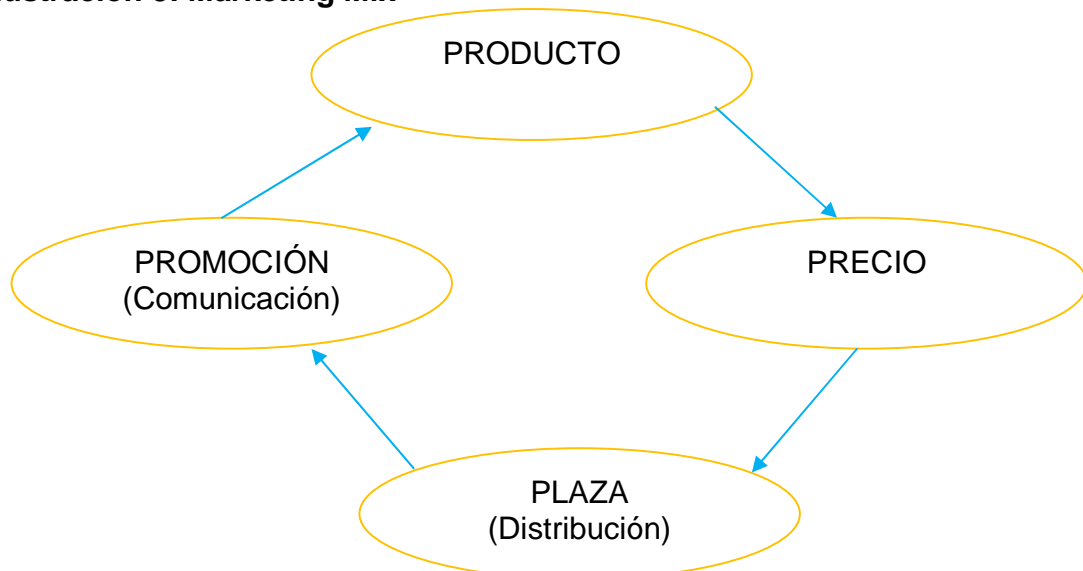 PRODUCTO
PROMOCIÓN
(Comunicación)
PRECIO
PLAZA
(Distribución)